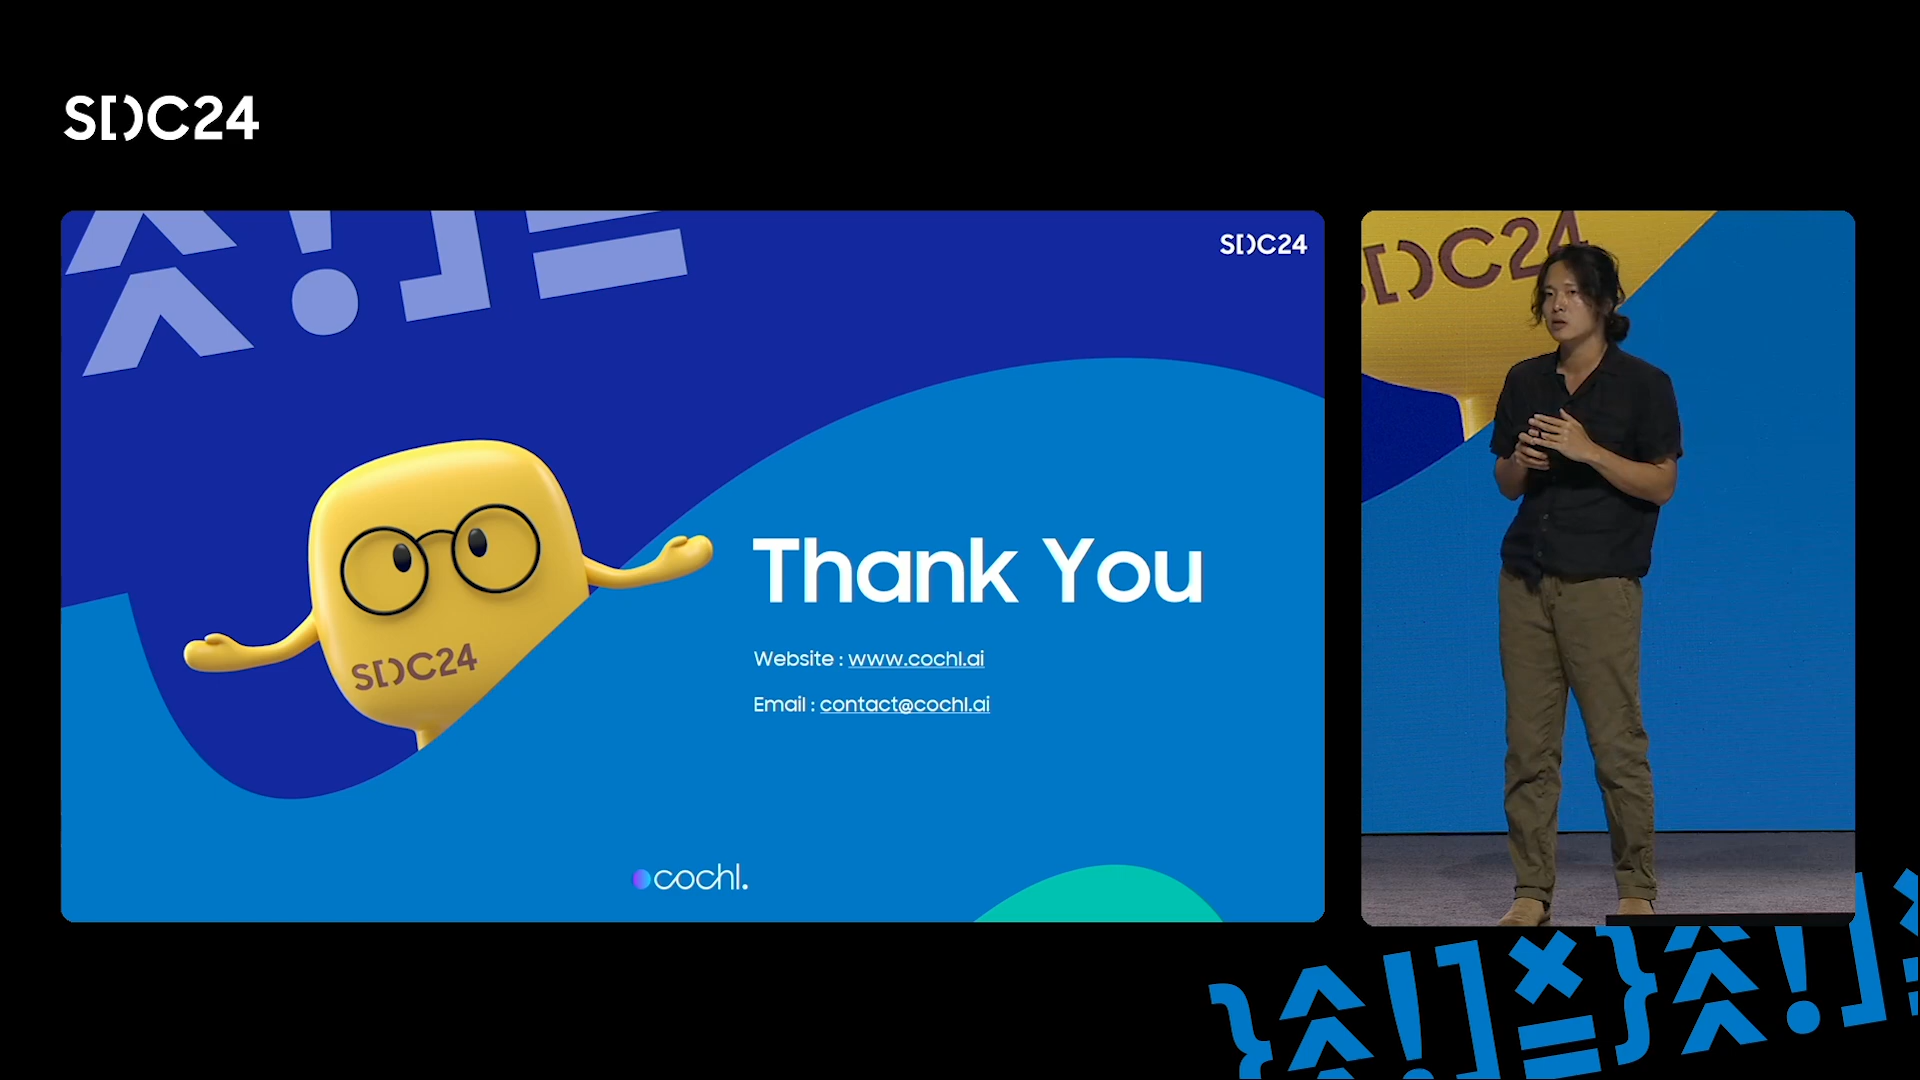 SDC24
SDC24
SDC24
Thank You
SDC24
Website : www.cochl.ai
Email : contact@cochl.ai
cochl.